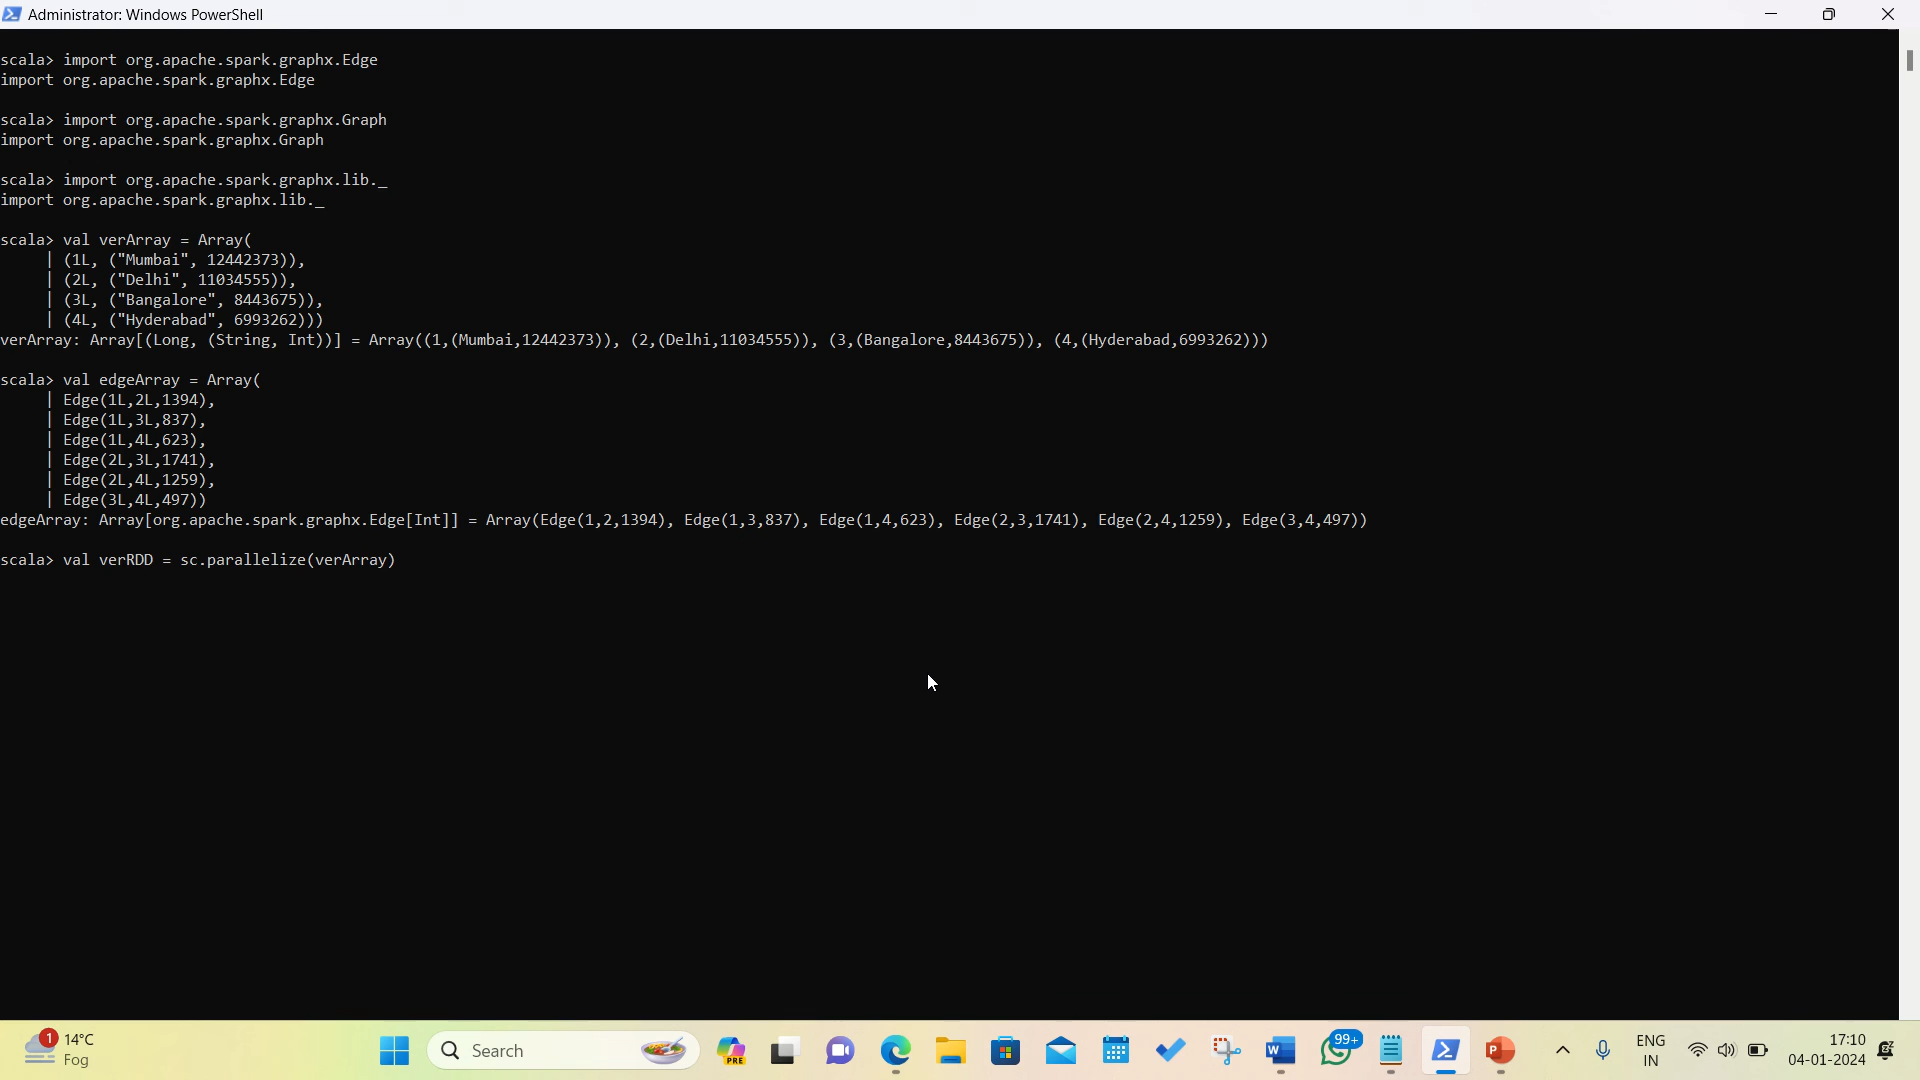 Administrator: Windows PowerShell
scala> import org.apache.spark.graphx.Edge
import org.apache.spark.graphx.Edge
scala> import org.apache.spark.graphx.Graph
import org.apache.spark.graphx.Graph
scala> import org.apache.spark.graphx.lib._
import org.apache.spark.graphx.lib._
scala> val verArray = Array(
| (1L, ("Mumbai", 12442373)),
| (2L, ("Delhi", 11034555)),
| (3L, ("Bangalore", 8443675)),
| (4L, ("Hyderabad", 6993262)))
verArray: Array[(Long, (String, Int))] = Array((1,(Mumbai,12442373)), (2,(Delhi,11034555)), (3,(Bangalore,8443675)), (4,(Hyderabad,6993262)))
scala> val edgeArray = Array(
| Edge(1L,2L,1394),
| Edge(1L,3L,837),
| Edge(1L,4L,623),
| Edge(2L,3L,1741),
| Edge(2L,4L,1259),
| Edge(3L,4L,497))
edgeArray: Array[org.apache.spark.graphx.Edge[Int]] = Array(Edge(1,2,1394), Edge(1,3,837), Edge(1,4,623), Edge(2,3,1741), Edge(2,4,1259), Edge(3,4,497))
scala> val verRDD = sc.parallelize(verArray)
1 14°C
Fog
Search
PRE
W
99+
P
ENG
IN
17:10
04-01-2024